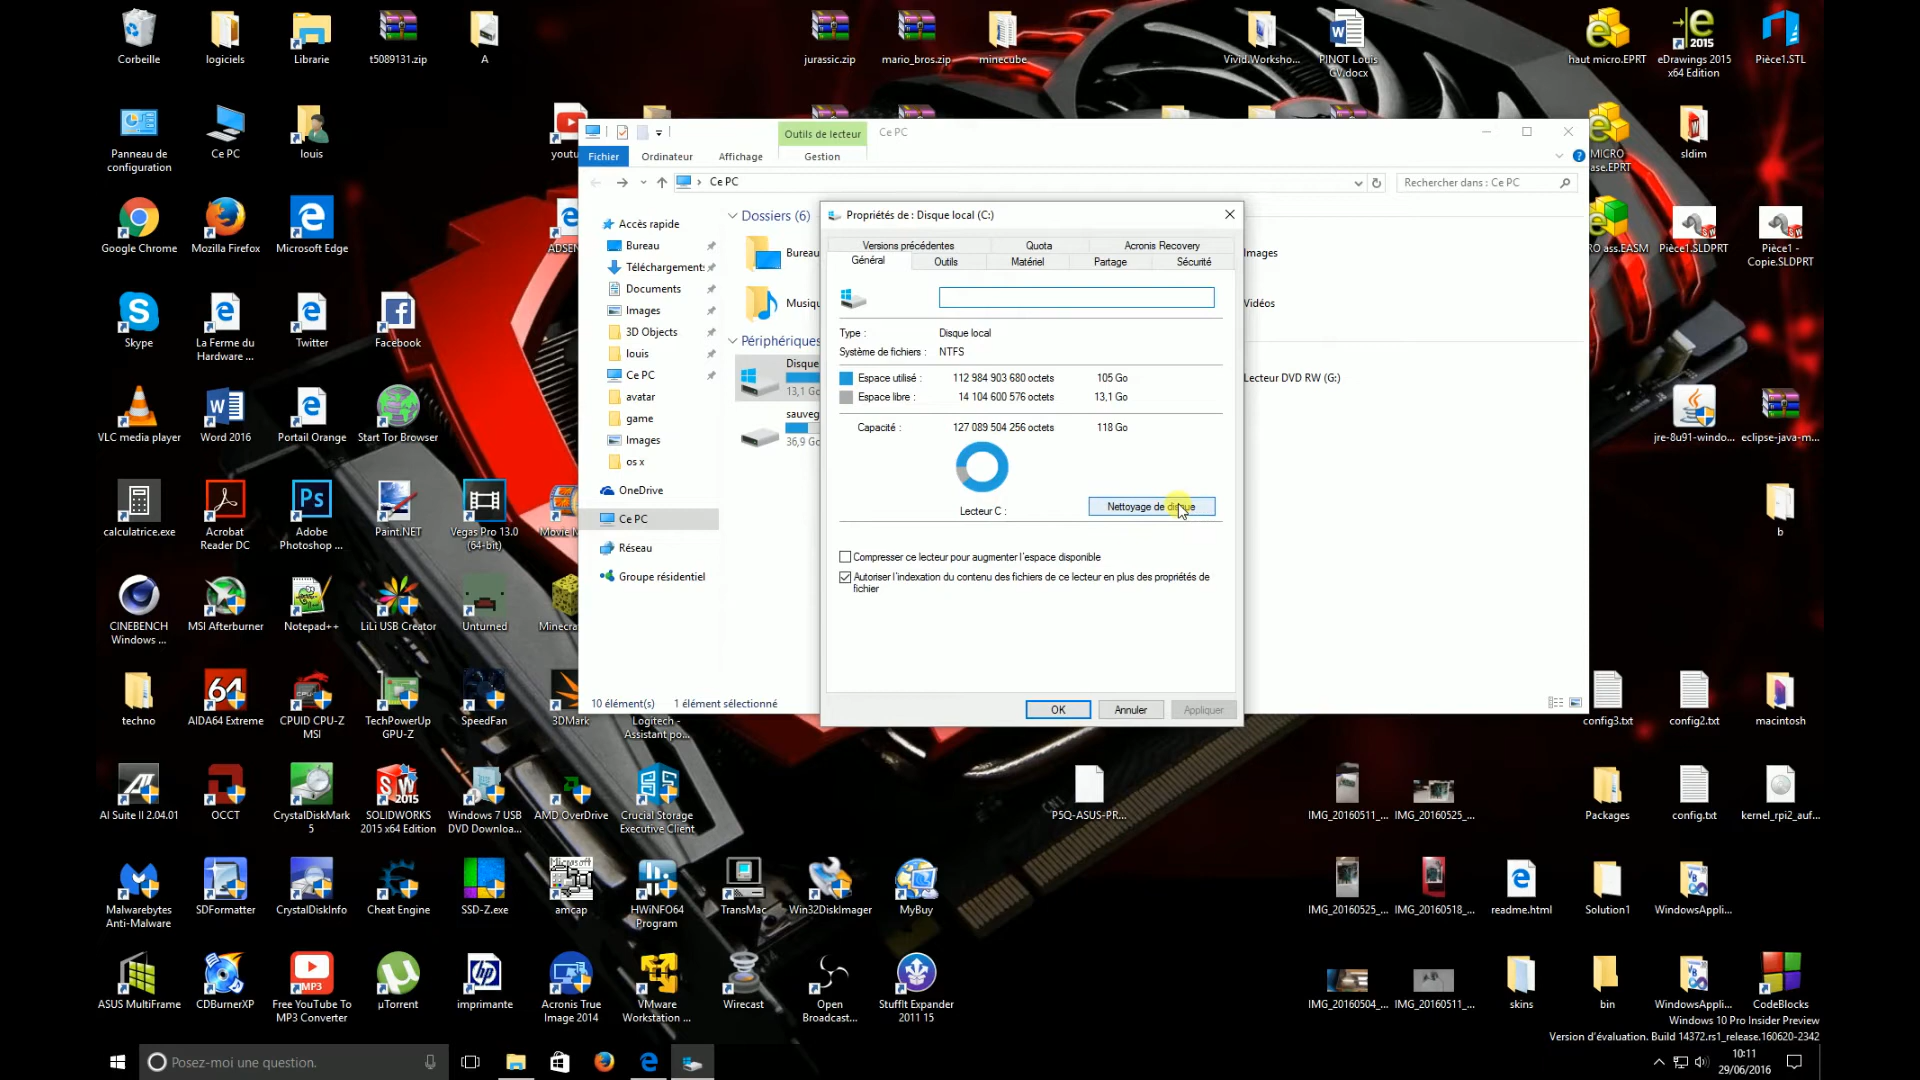 Corbeille
logiciels
Librarie
t5089131.zip
A
jurassic.zip
mario_bros.zip
minecube
Vivid.Worksho...
PINOT Louis
CV.docx
haut micro.EPRT
eDrawings 2015
x64 Edition
Pièce1.STL
Panneau de
configuration
Ce PC
louis
sldim
Google Chrome
Mozilla Firefox
Microsoft Edge
Pièce1.SLDPRT
Pièce1 -
Copie.SLDPRT
Skype
La Ferme du
Hardware ...
Twitter
Facebook
VLC media player
Word 2016
Portail Orange
Start Tor Browser
jre-8u91-windo...
eclipse-java-m...
calculatrice.exe
Acrobat
Reader DC
Adobe
Photoshop ...
Paint.NET
Vegas Pro 13.0
(64-bit)
b
CINEBENCH
Windows ...
MSI Afterburner
Notepad++
LiLi USB Creator
Unturned
techno
AIDA64 Extreme
CPUID CPU-Z
MSI
TechPowerUp
GPU-Z
SpeedFan
3DMark
Logitech -
Assistant po...
config3.txt
config2.txt
macintosh
AI Suite II 2.04.01
OCCT
CrystalDiskMark
5
SOLIDWORKS
2015 x64 Edition
Windows 7 USB
DVD Downloa...
AMD OverDrive
Crucial Storage
Executive Client
P5Q-ASUS-PR...
IMG_20160511_...
IMG_20160525_...
Packages
config.txt
kernel_rpi2_auf...
Malwarebytes
Anti-Malware
SDFormatter
CrystalDiskInfo
Cheat Engine
SSD-Z.exe
amcap
HWiNFO64
Program
TransMac
Win32DiskImager
MyBuy
IMG_20160525_...
IMG_20160518_...
readme.html
Solution1
WindowsAppli...
ASUS MultiFrame
CDBurnerXP
Free YouTube To
MP3 Converter
µTorrent
imprimante
Acronis True
Image 2014
VMware
Workstation ...
Wirecast
Open
Broadcast...
StuffIt Expander
2011 15
IMG_20160504_...
IMG_20160511_...
skins
bin
WindowsAppli...
CodeBlocks
Outils de lecteur
Ce PC
Fichier
Ordinateur
Affichage
Gestion
Ce PC
Rechercher dans : Ce PC
Accès rapide
Bureau
Téléchargements
Documents
Images
3D Objects
louis
Ce PC
avatar
game
Images
os x
OneDrive
Ce PC
Réseau
Groupe résidentiel
Dossiers (6)
Bureau
Images
Vidéos
Périphériques
13,1 Go
36,9 Go
Lecteur DVD RW (G:)
10 élément(s)
1 élément sélectionné
Propriétés de : Disque local (C:)
Versions précédentes
Quota
Acronis Recovery
Général
Outils
Matériel
Partage
Sécurité
Type : Disque local
Système de fichiers : NTFS
Espace utilisé : 112 984 903 680 octets 105 Go
Espace libre : 14 104 600 576 octets 13,1 Go
Capacité : 127 089 504 256 octets 118 Go
Lecteur C :
Nettoyage de disque
Compresser ce lecteur pour augmenter l'espace disponible
Autoriser l'indexation du contenu des fichiers de ce lecteur en plus des propriétés de
fichier
OK
Annuler
Appliquer
Windows 10 Pro Insider Preview
Version d'évaluation. Build 14372.rs1_release.160620-2342
Posez-moi une question.
10:11
29/06/2016